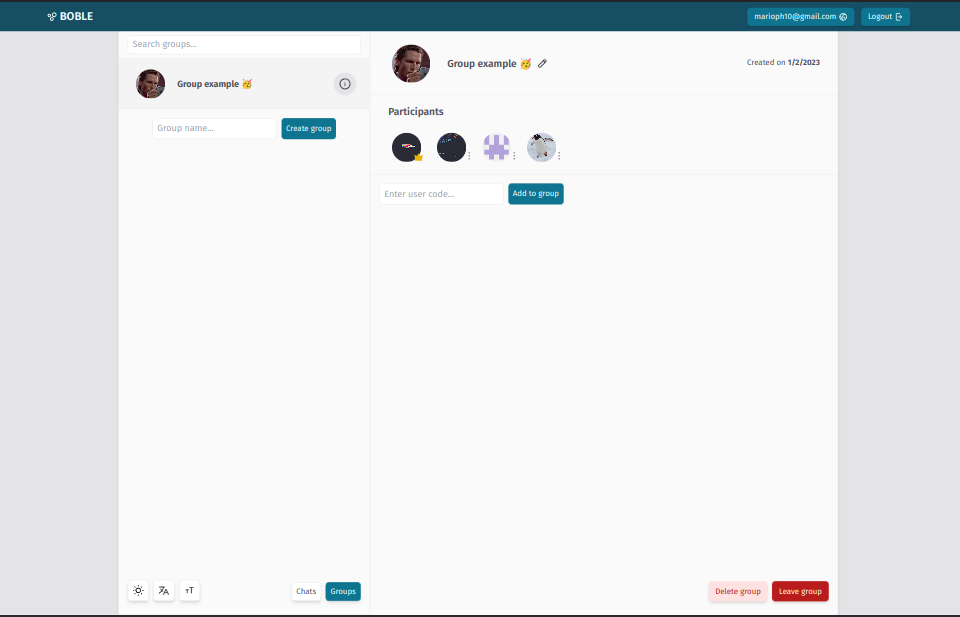 BOBLE
marioph10@gmail.com
Logout
Search groups...
Group example 🥳
Group name...
Create group
Group example 🥳
Created on 1/2/2023
Participants
Enter user code...
Add to group
Chats
Groups
Delete group
Leave group